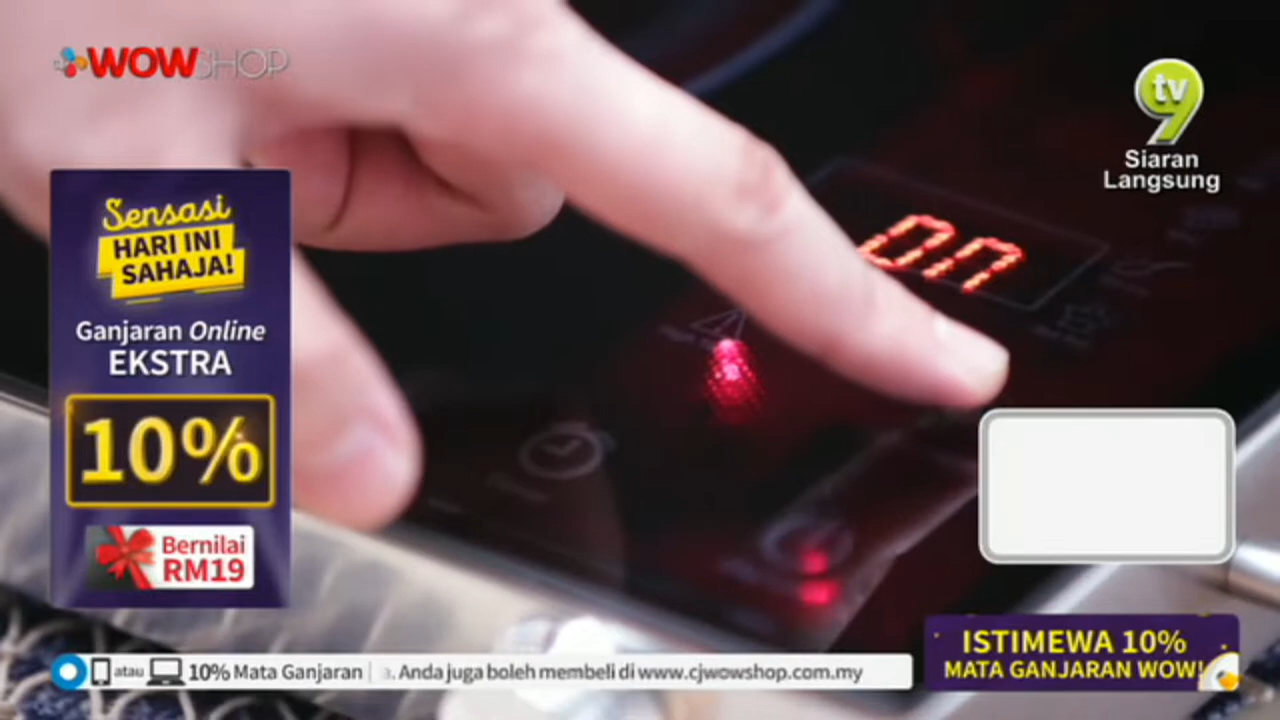 WOWSHOP
tv9
Siaran
Langsung
Sensasi
HARI INI
SAHAJA!
Ganjaran Online
EKSTRA
10%
Bernilai
RM19
on
atau 10% Mata Ganjaran
. Anda juga boleh membeli di www.cjwowshop.com.my
ISTIMEWA 10%
MATA GANJARAN WOW!